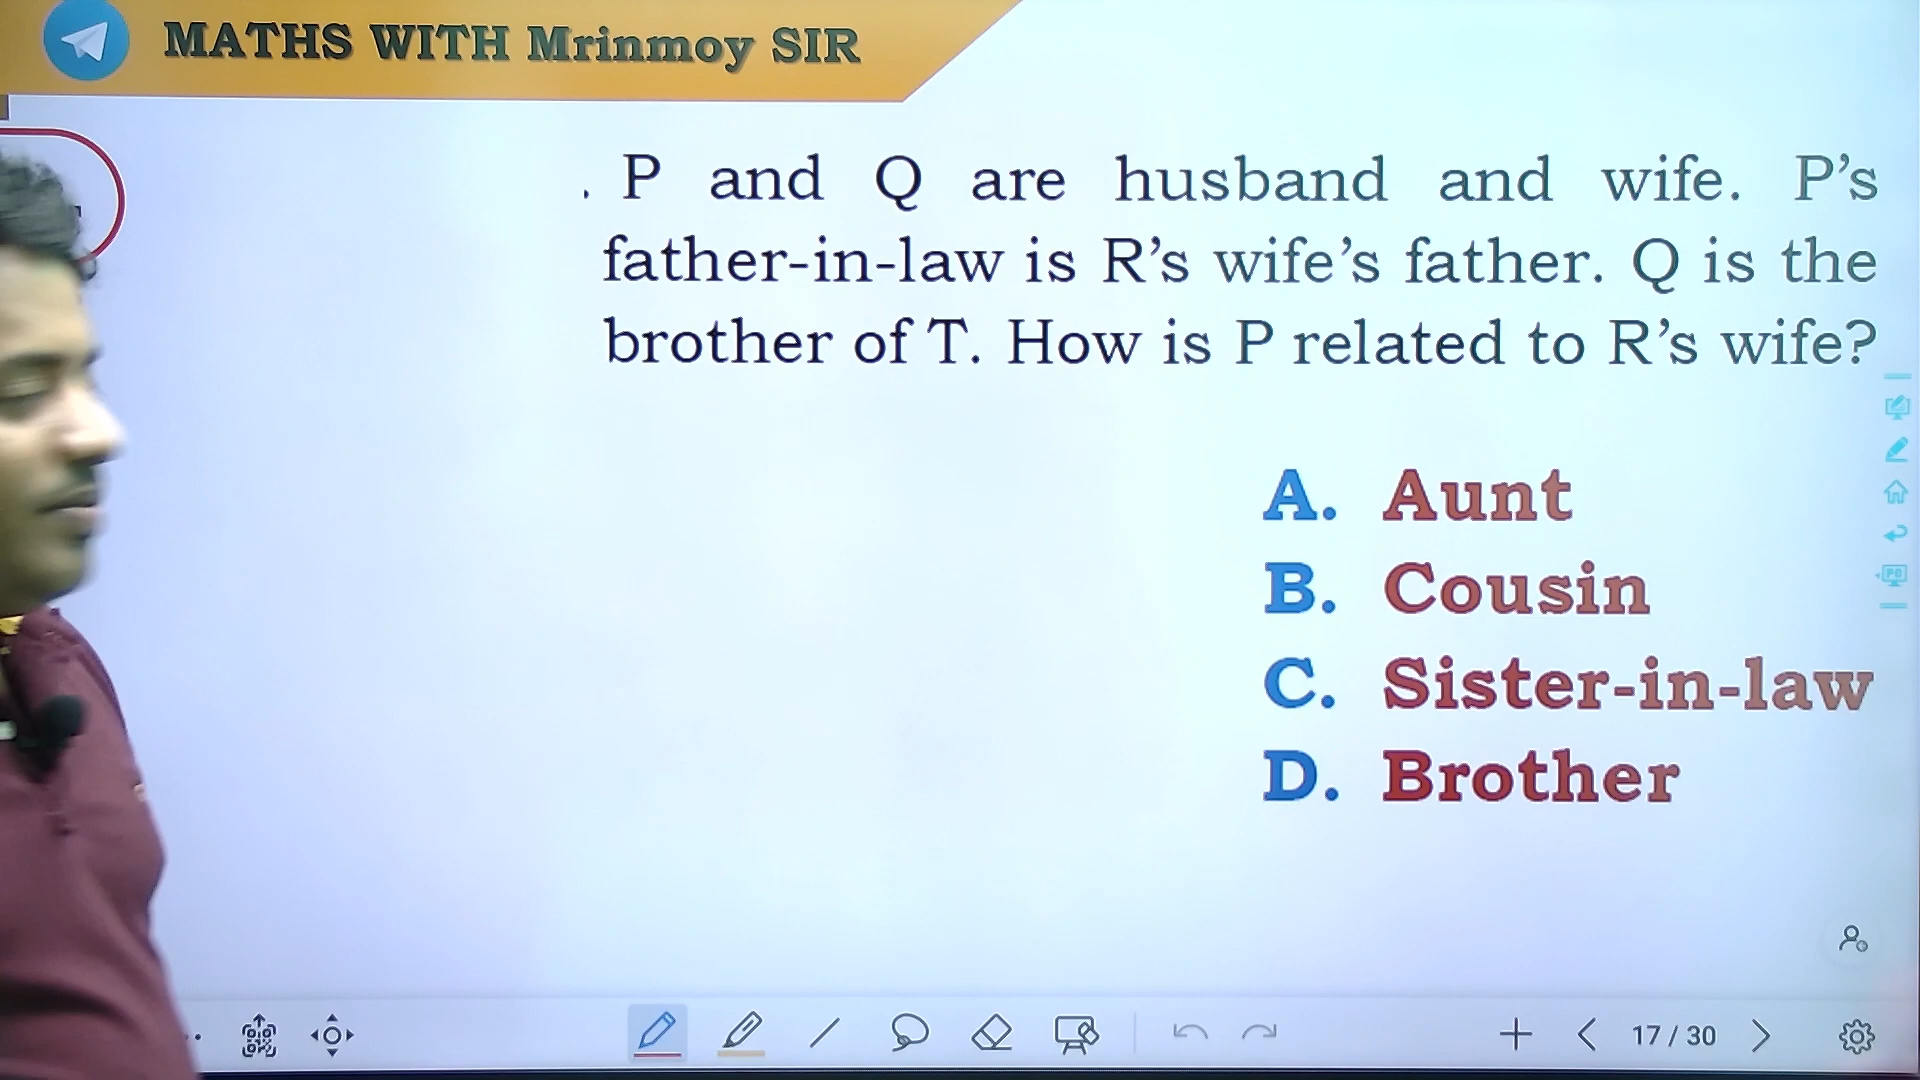 MATHS WITH Mrinmoy SIR
. P and Q are husband and wife. P’s
father-in-law is R’s wife’s father. Q is the
brother of T. How is P related to R’s wife?
A. Aunt
B. Cousin
C. Sister-in-law
D. Brother
17 / 30